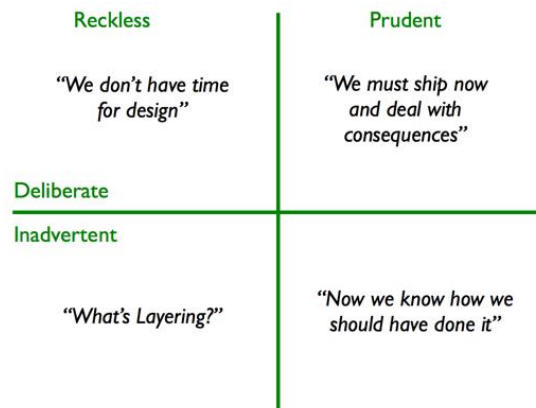 Reckless
Prudent
“We don’t have time
for design”
“We must ship now
and deal with
consequences”
Deliberate
Inadvertent
“What’s Layering?”
“Now we know how we
should have done it”